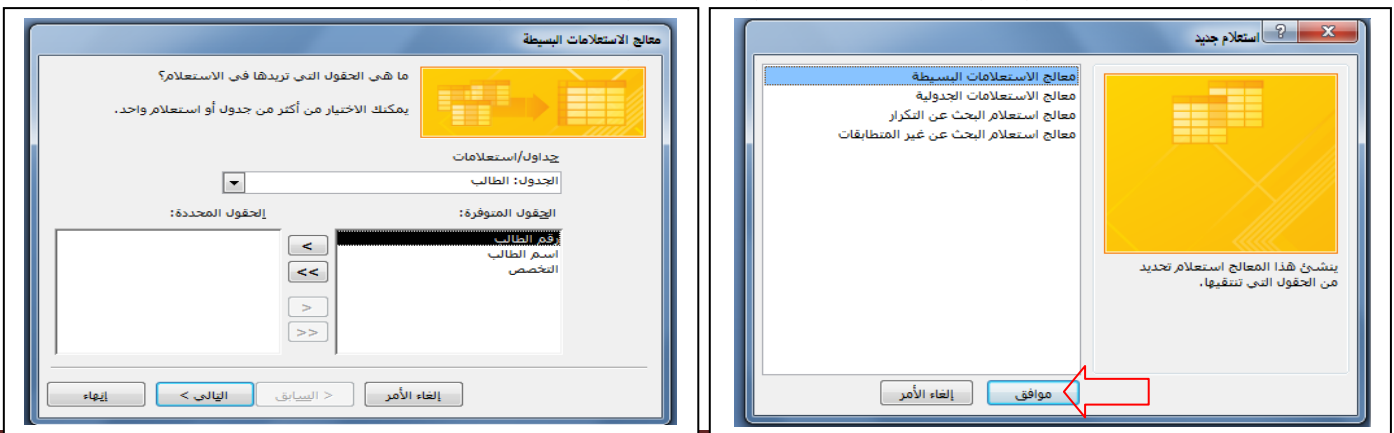 استعلام جديد
معالج الاستعلامات البسيطة
معالج الاستعلامات الجدولية
معالج استعلام البحث عن التكرار
معالج استعلام البحث عن غير المتطابقات
ينشئ هذا المعالج استعلام تحديد
من الحقول التي تنتقيها.
موافق
إلغاء الأمر
معالج الاستعلامات البسيطة
ما هي الحقول التي تريدها في الاستعلام؟
يمكنك الاختيار من أكثر من جدول أو استعلام واحد.
جداول/استعلامات
الجدول: الطالب
الحقول المتوفرة:
الحقول المحددة:
رقم الطالب
اسم الطالب
التخصص
>
>>
<
<<
إلغاء الأمر
< السابق
التالي >
إنهاء